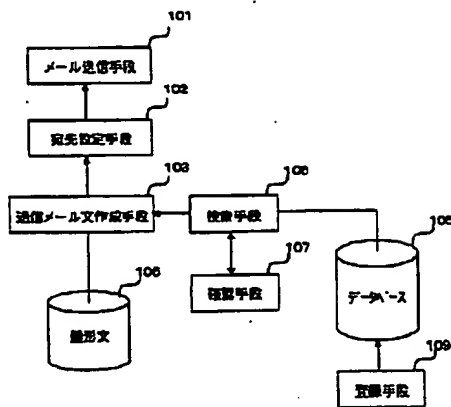 101
メール送信手段
102
宛先設定手段
103
送信メール文作成手段
検索手段
107
確認手段
106
雛形文
データベース
109
登録手段